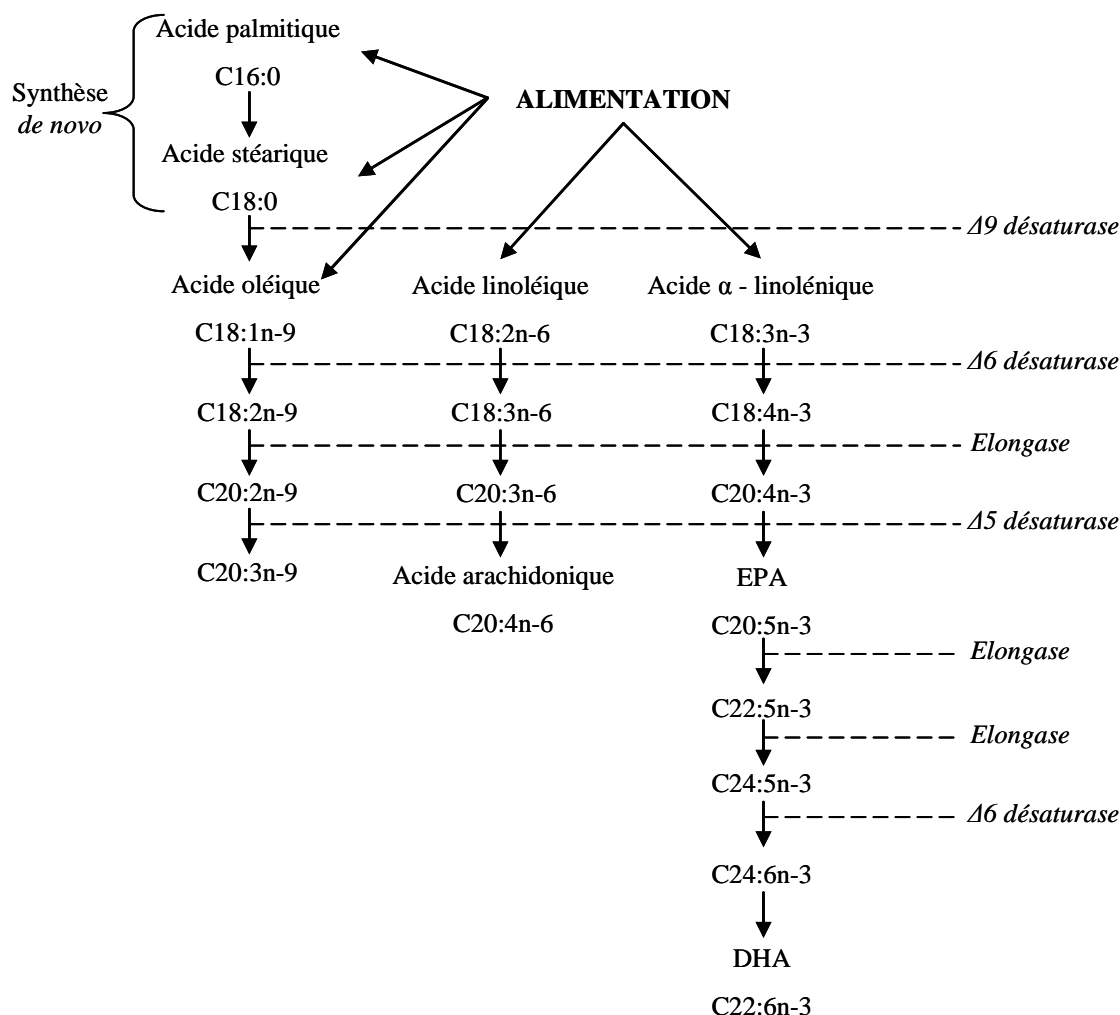 Acide palmitique
C16:0
Synthèse
de novo
ALIMENTATION
Acide stéarique
C18:0
Δ9 désaturase
Acide oléique Acide linoléique Acide α - linolénique
C18:1n-9 C18:2n-6 C18:3n-3
Δ6 désaturase
C18:2n-9 C18:3n-6 C18:4n-3
Elongase
C20:2n-9 C20:3n-6 C20:4n-3
Δ5 désaturase
C20:3n-9 Acide arachidonique EPA
C20:4n-6 C20:5n-3
Elongase
C22:5n-3
Elongase
C24:5n-3
Δ6 désaturase
C24:6n-3
DHA
C22:6n-3